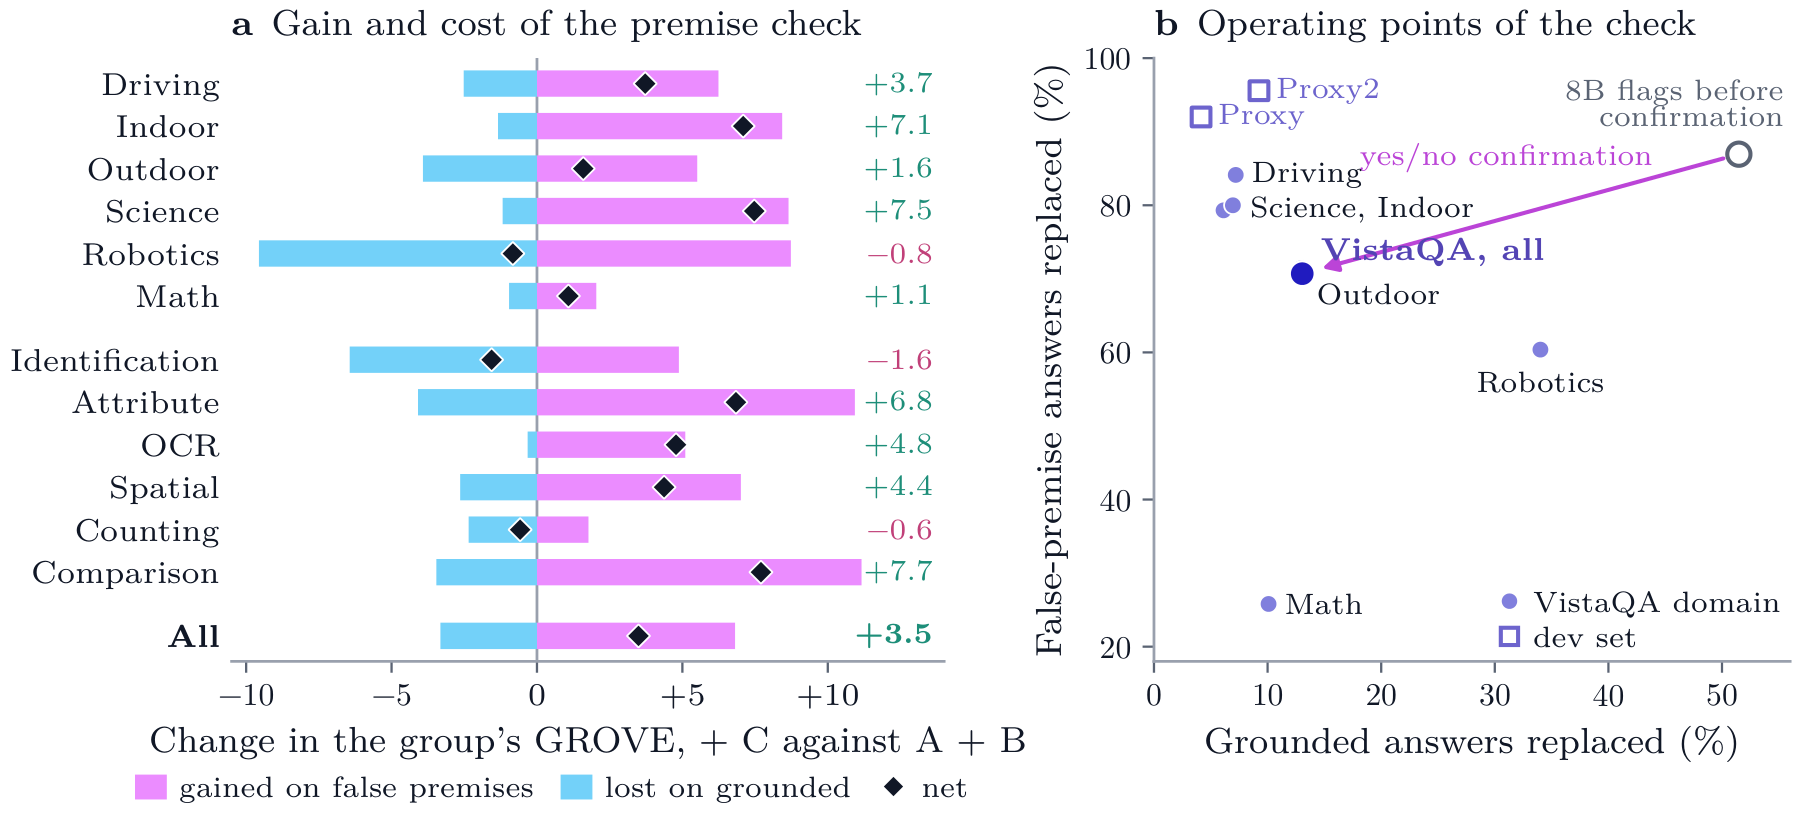 a Gain and cost of the premise check
Driving +3.7
Indoor +7.1
Outdoor +1.6
Science +7.5
Robotics −0.8
Math +1.1
Identification −1.6
Attribute +6.8
OCR +4.8
Spatial +4.4
Counting −0.6
Comparison +7.7
All +3.5
−10 −5 0 +5 +10
Change in the group's GROVE, + C against A + B
gained on false premises lost on grounded net
b Operating points of the check
False-premise answers replaced (%)
100
80
60
40
20
Proxy2
Proxy
8B flags before
confirmation
yes/no confirmation
Driving
Science, Indoor
VistaQA, all
Outdoor
Robotics
Math
VistaQA domain
dev set
0 10 20 30 40 50
Grounded answers replaced (%)